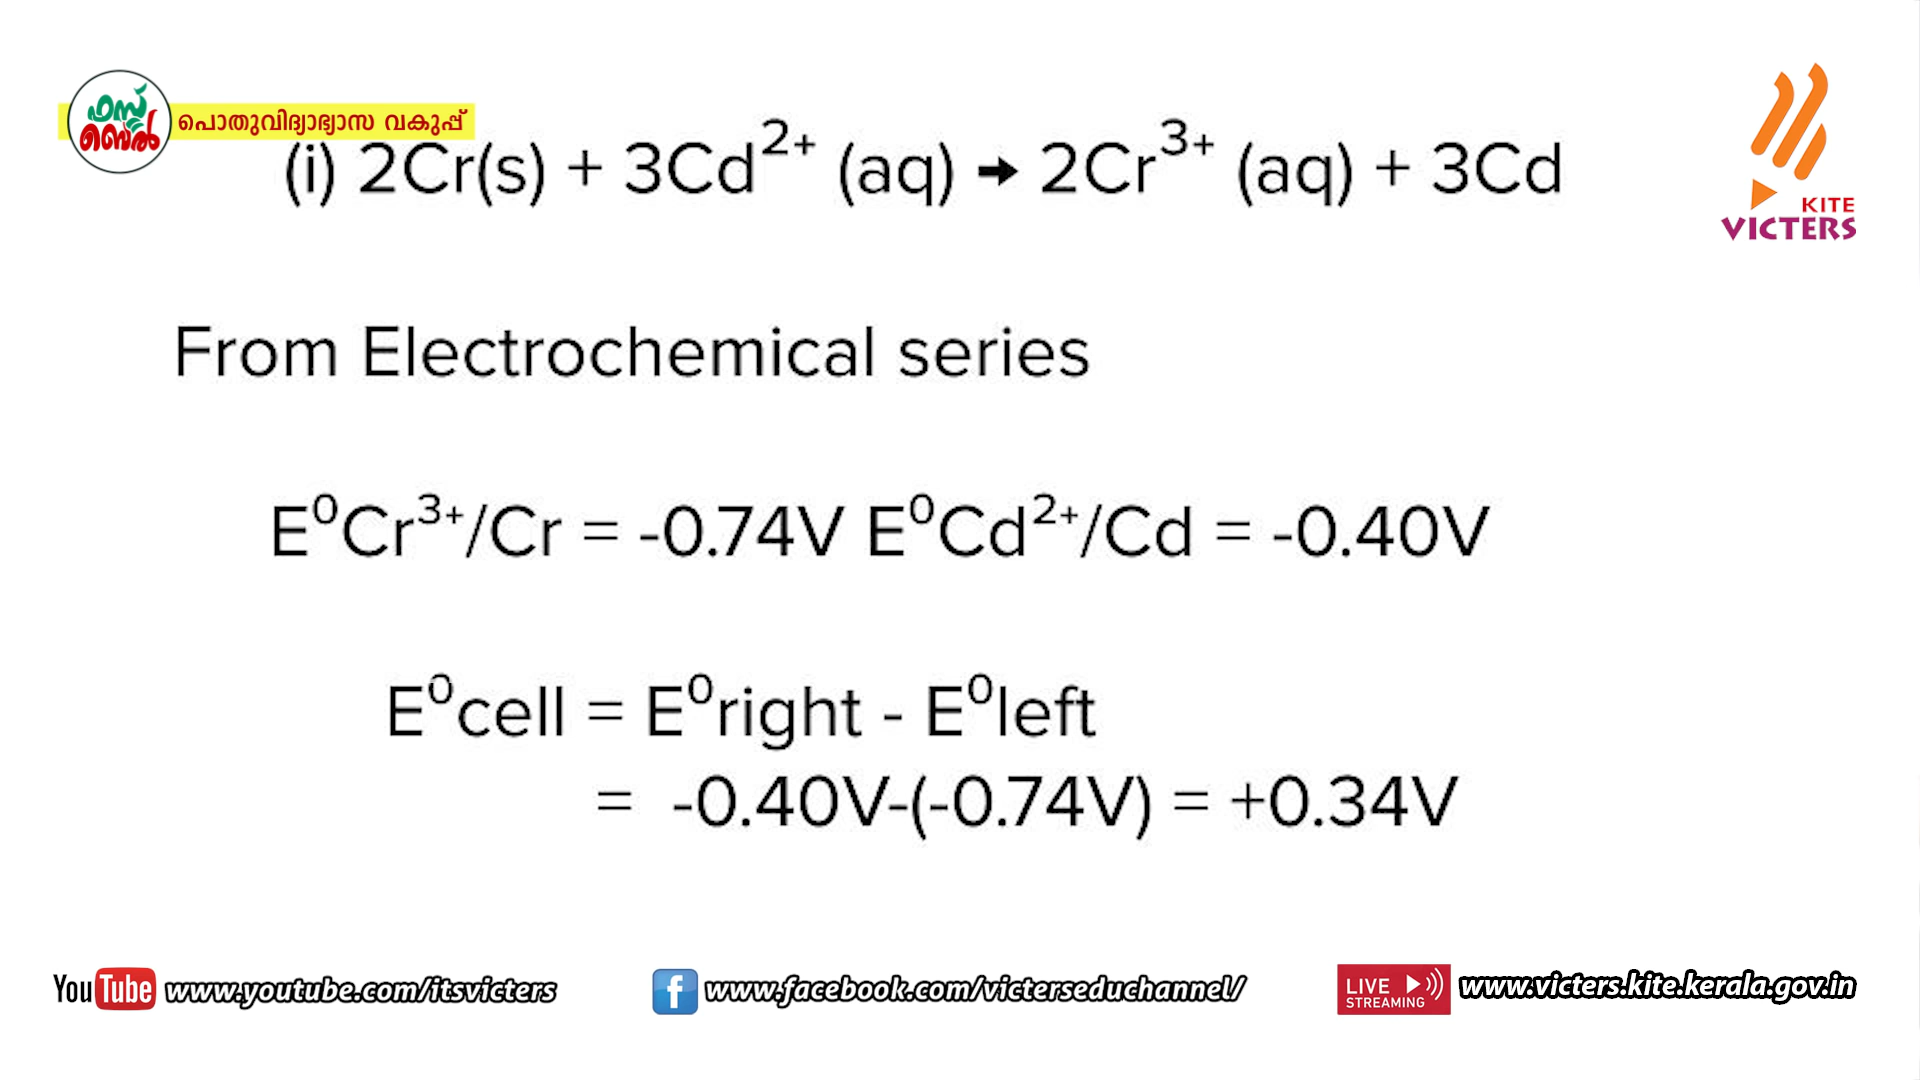 ഫസ്റ്റ്
ബെൽ
പൊതുവിദ്യാഭ്യാസ വകുപ്പ്
(i) 2Cr(s) + 3Cd²⁺ (aq) → 2Cr³⁺ (aq) + 3Cd
KITE
VICTERS
From Electrochemical series
E⁰Cr³⁺/Cr = -0.74V E⁰Cd²⁺/Cd = -0.40V
E⁰cell = E⁰right - E⁰left
= -0.40V-(-0.74V) = +0.34V
YouTube www.youtube.com/itsvicters
f www.facebook.com/victerseduchannel/
LIVE STREAMING www.victers.kite.kerala.gov.in